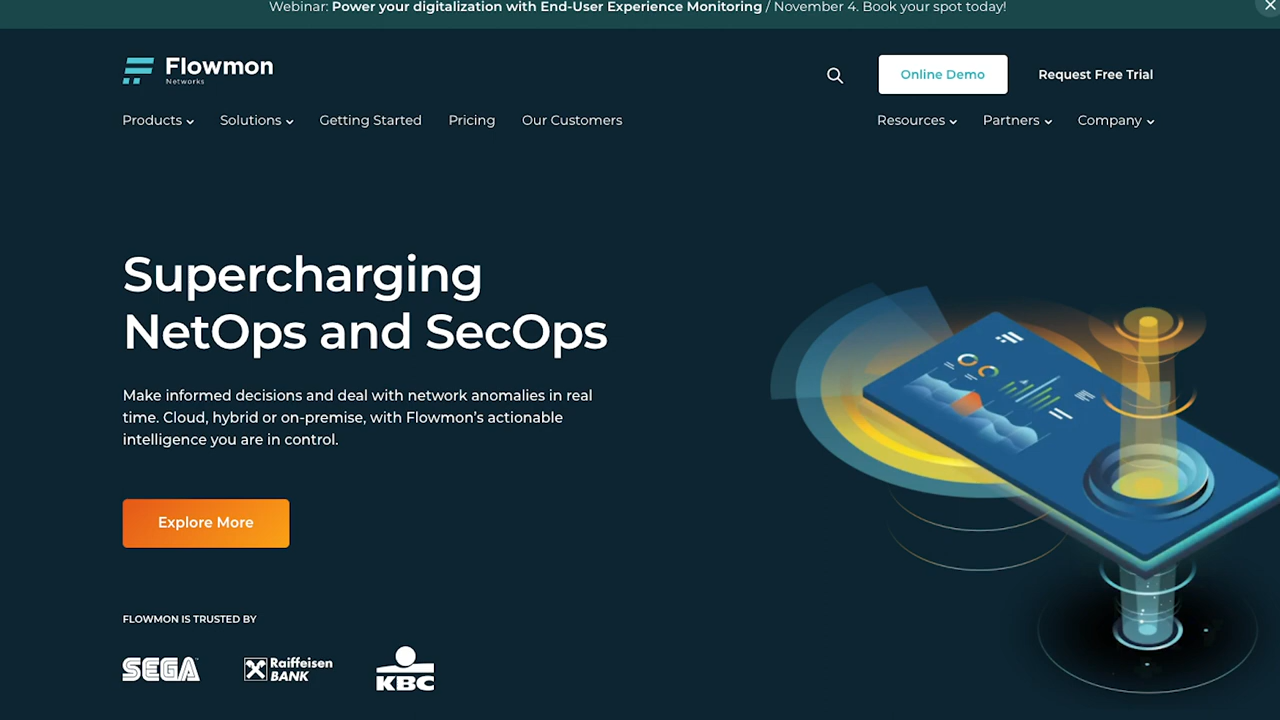 Webinar: Power your digitalization with End-User Experience Monitoring / November 4. Book your spot today!
Flowmon
Networks
Online Demo
Request Free Trial
Products
Solutions
Getting Started
Pricing
Our Customers
Resources
Partners
Company
Supercharging
NetOps and SecOps
Make informed decisions and deal with network anomalies in real
time. Cloud, hybrid or on-premise, with Flowmon’s actionable
intelligence you are in control.
Explore More
FLOWMON IS TRUSTED BY
SEGA
Raiffeisen
BANK
KBC